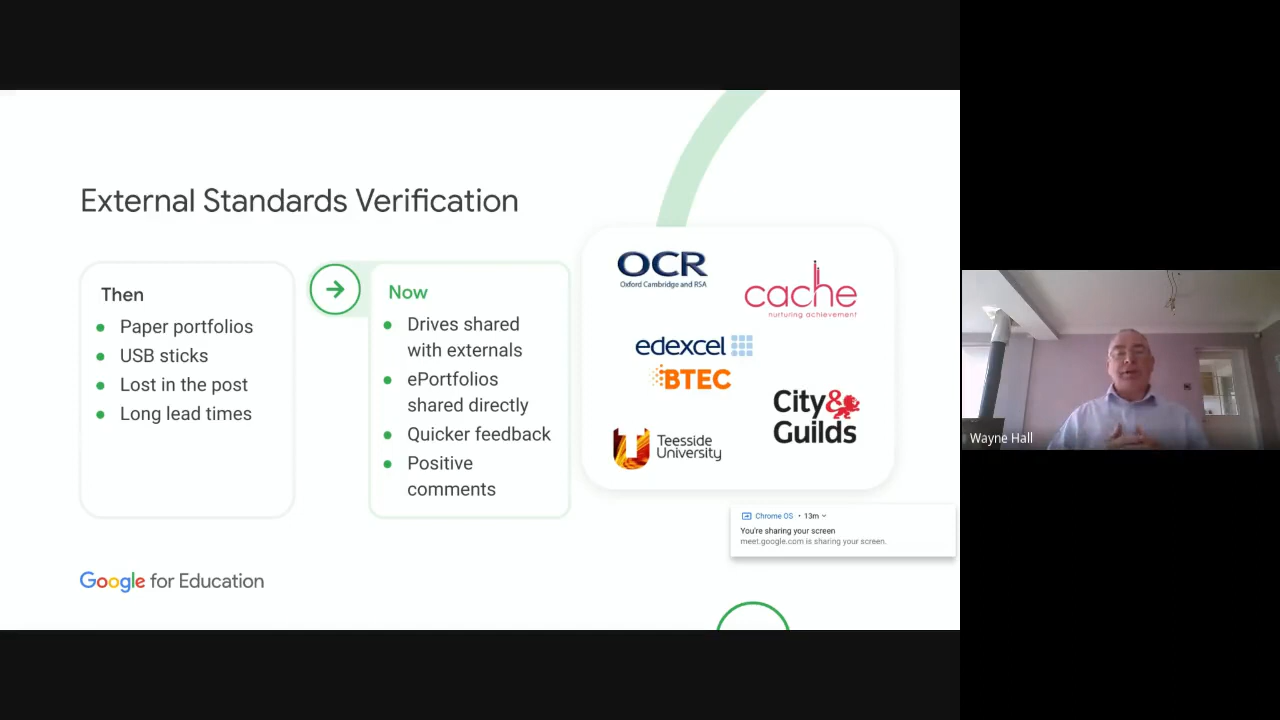 External Standards Verification
Then
Paper portfolios
USB sticks
Lost in the post
Long lead times
Now
Drives shared
with externals
ePortfolios
shared directly
Quicker feedback
Positive
comments
OCR
Oxford Cambridge and RSA
cache
nurturing achievement
edexcel
BTEC
City&
Guilds
Teesside
University
Chrome OS • 13m
You're sharing your screen
meet.google.com is sharing your screen.
Google for Education
Wayne Hall